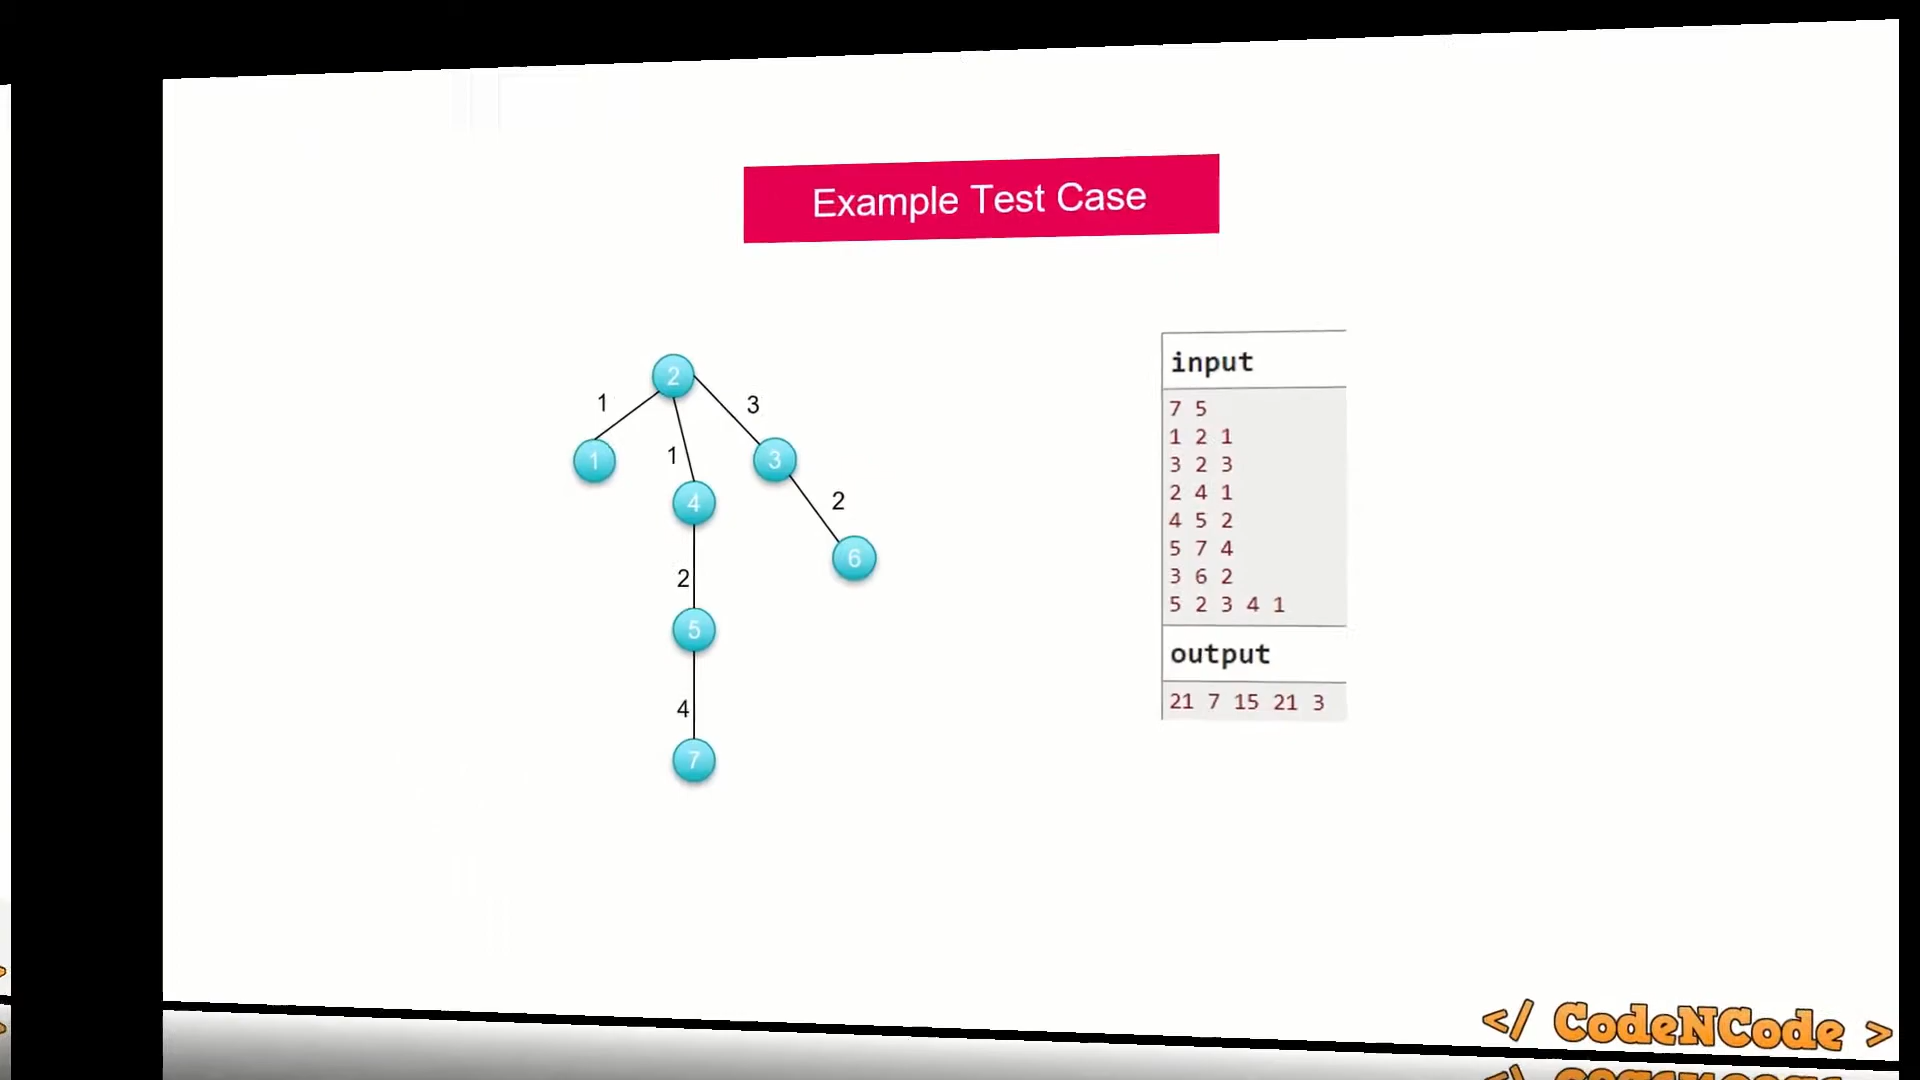 Example Test Case
2
1
3
1
1
3
4
2
6
2
5
4
7
input
7 5
1 2 1
3 2 3
2 4 1
4 5 2
5 7 4
3 6 2
5 2 3 4 1
output
21 7 15 21 3
</ CodeNCode >